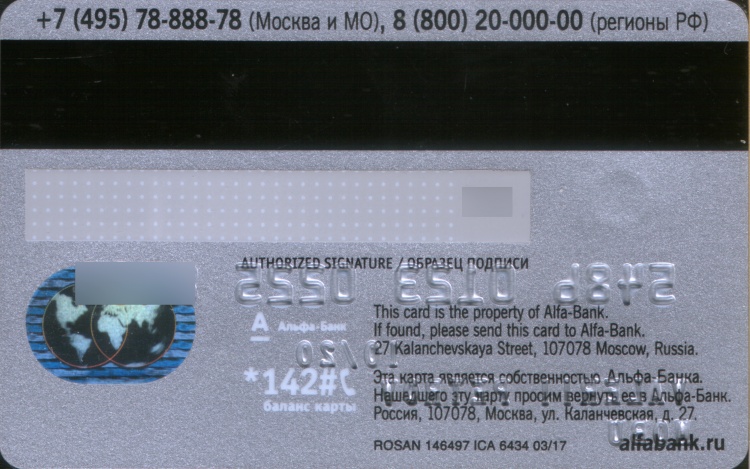 +7 (495) 78-888-78 (Москва и МО), 8 (800) 20-000-00 (регионы РФ)
AUTHORIZED SIGNATURE / ОБРАЗЕЦ ПОДПИСИ
This card is the property of Alfa-Bank.
If found, please send this card to Alfa-Bank.
27 Kalanchevskaya Street, 107078 Moscow, Russia.
А Альфа-Банк
*142#
баланс карты
Эта карта является собственностью Альфа-Банка.
Нашедшего эту карту просим вернуть ее в Альфа-Банк.
Россия, 107078, Москва, ул. Каланчевская, д. 27.
ROSAN 146497 ICA 6434 03/17
alfabank.ru